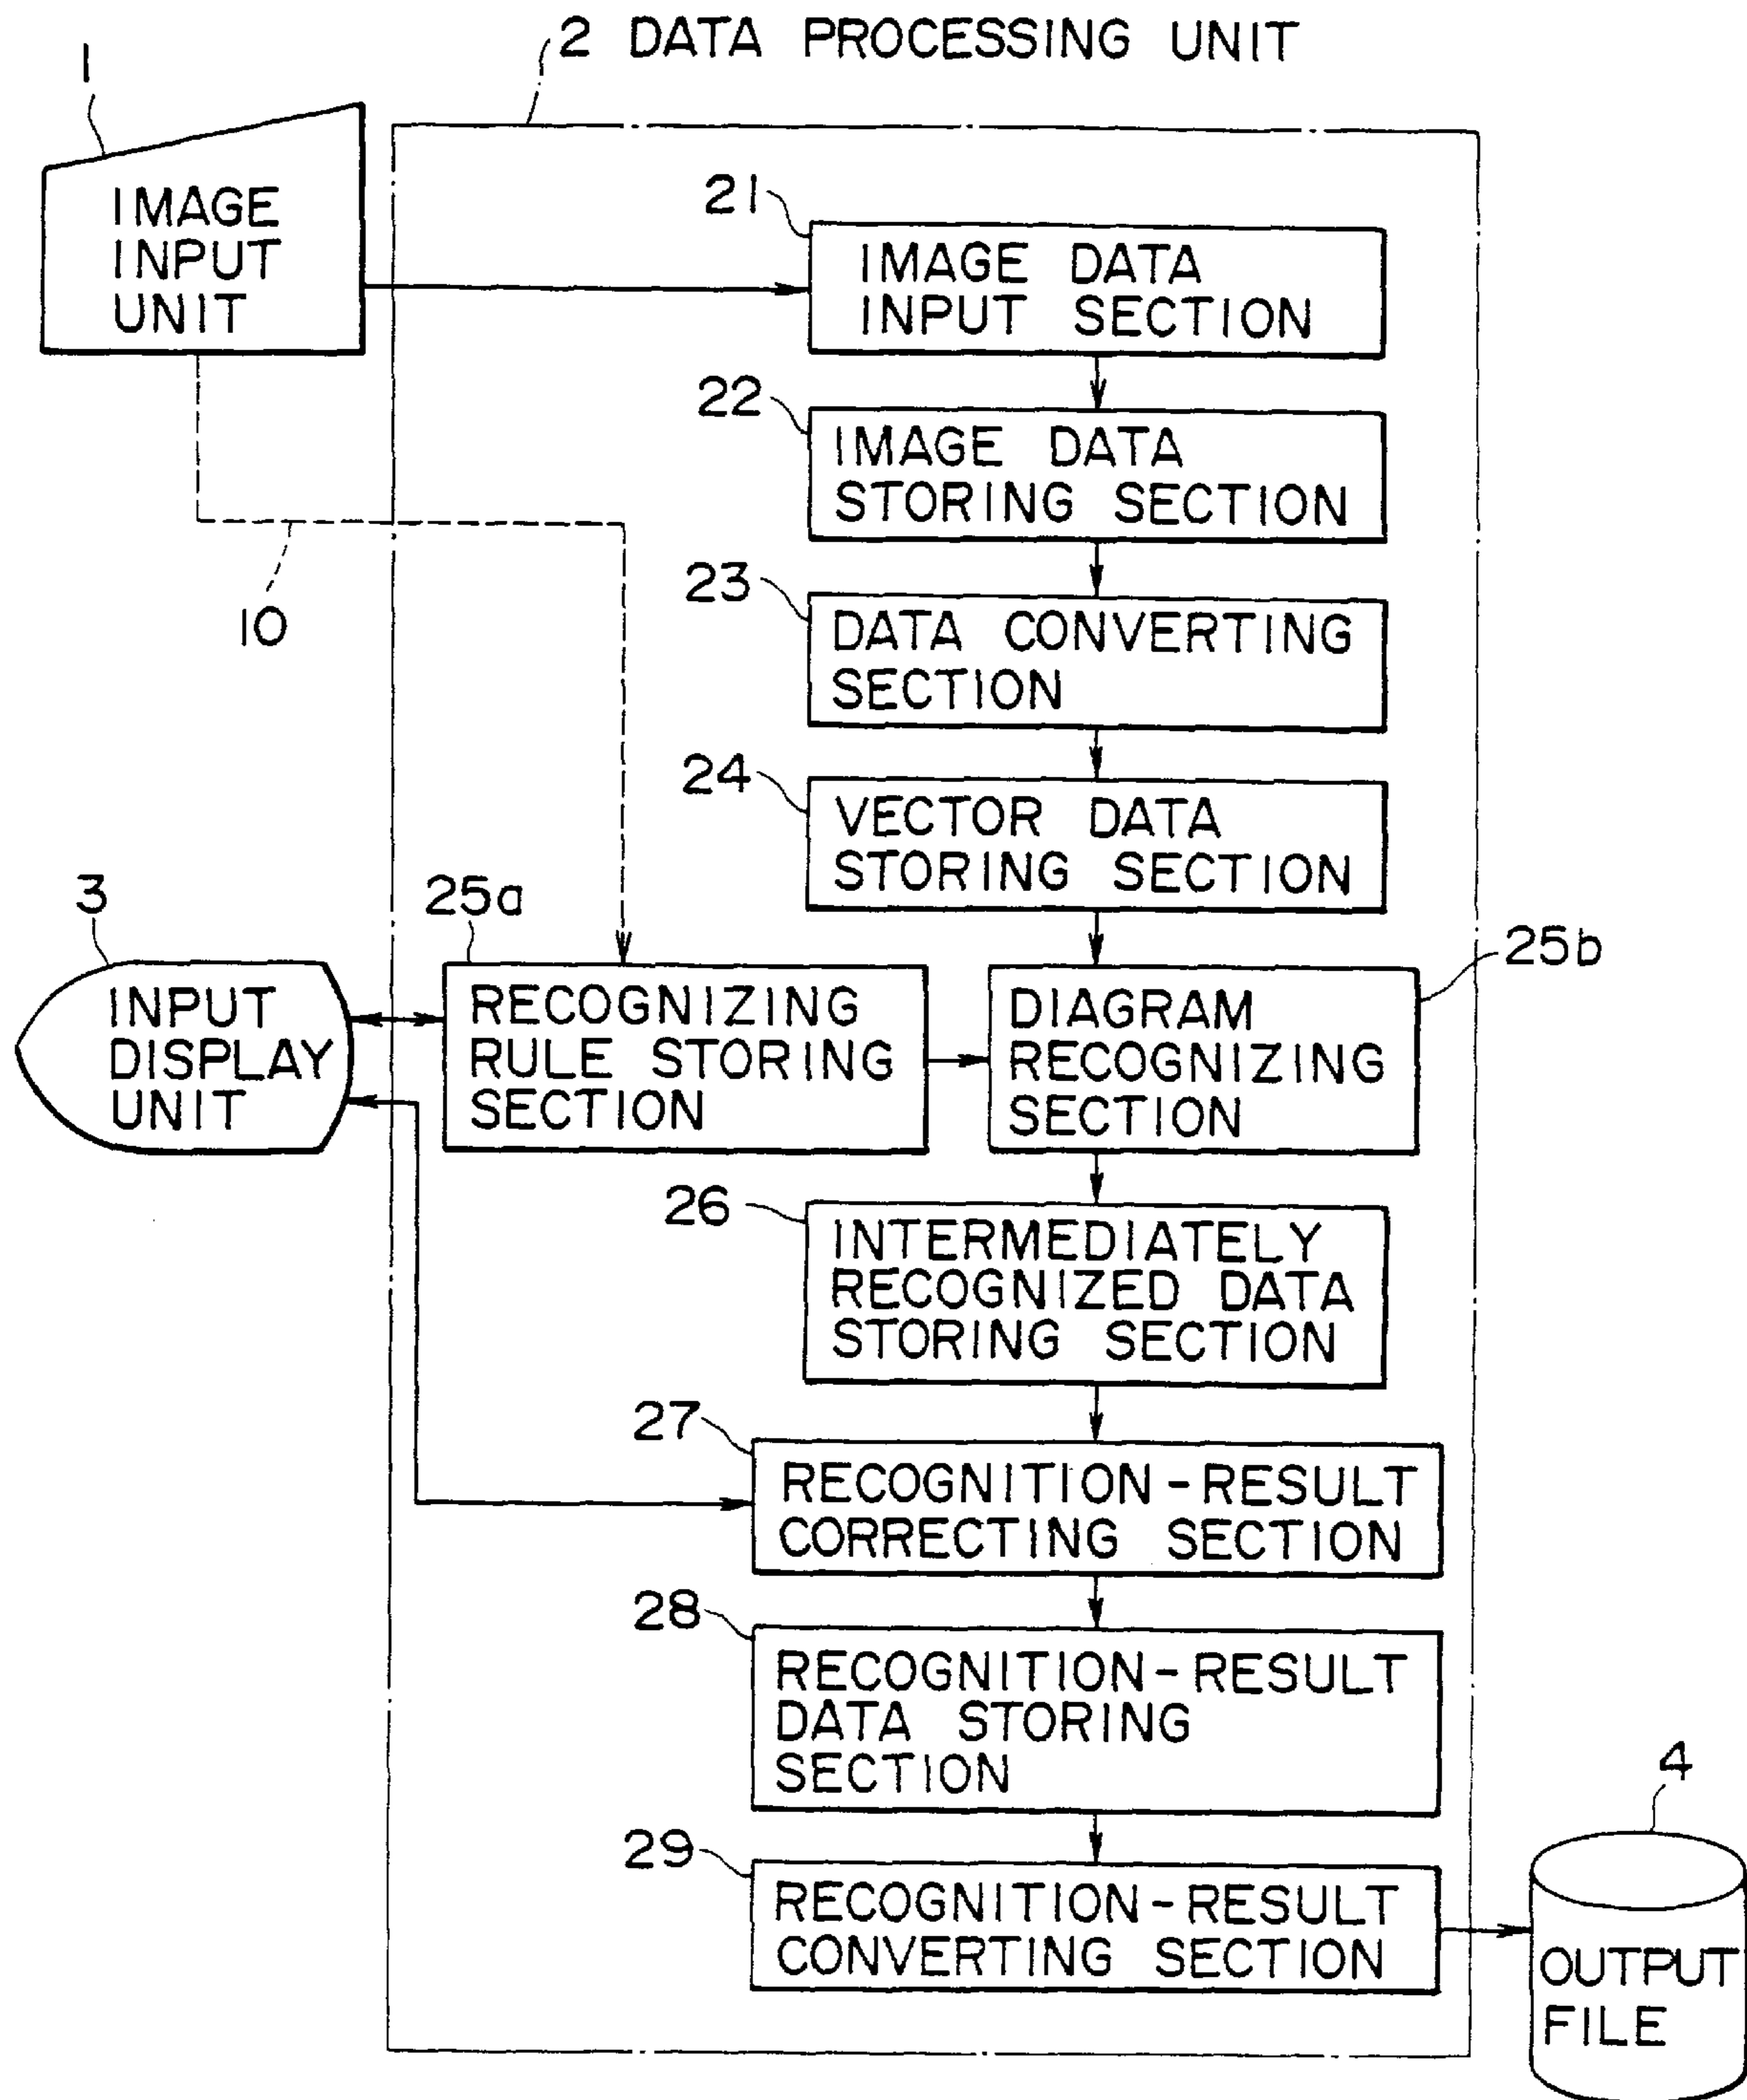 2 DATA PROCESSING UNIT
1
IMAGE
INPUT
UNIT
21
IMAGE DATA
INPUT SECTION
22
IMAGE DATA
STORING SECTION
10
23
DATA CONVERTING
SECTION
24
VECTOR DATA
STORING SECTION
3
INPUT
DISPLAY
UNIT
25a
RECOGNIZING
RULE STORING
SECTION
25b
DIAGRAM
RECOGNIZING
SECTION
26
INTERMEDIATELY
RECOGNIZED DATA
STORING SECTION
27
RECOGNITION-RESULT
CORRECTING SECTION
28
RECOGNITION-RESULT
DATA STORING
SECTION
29
RECOGNITION-RESULT
CONVERTING SECTION
4
OUTPUT
FILE